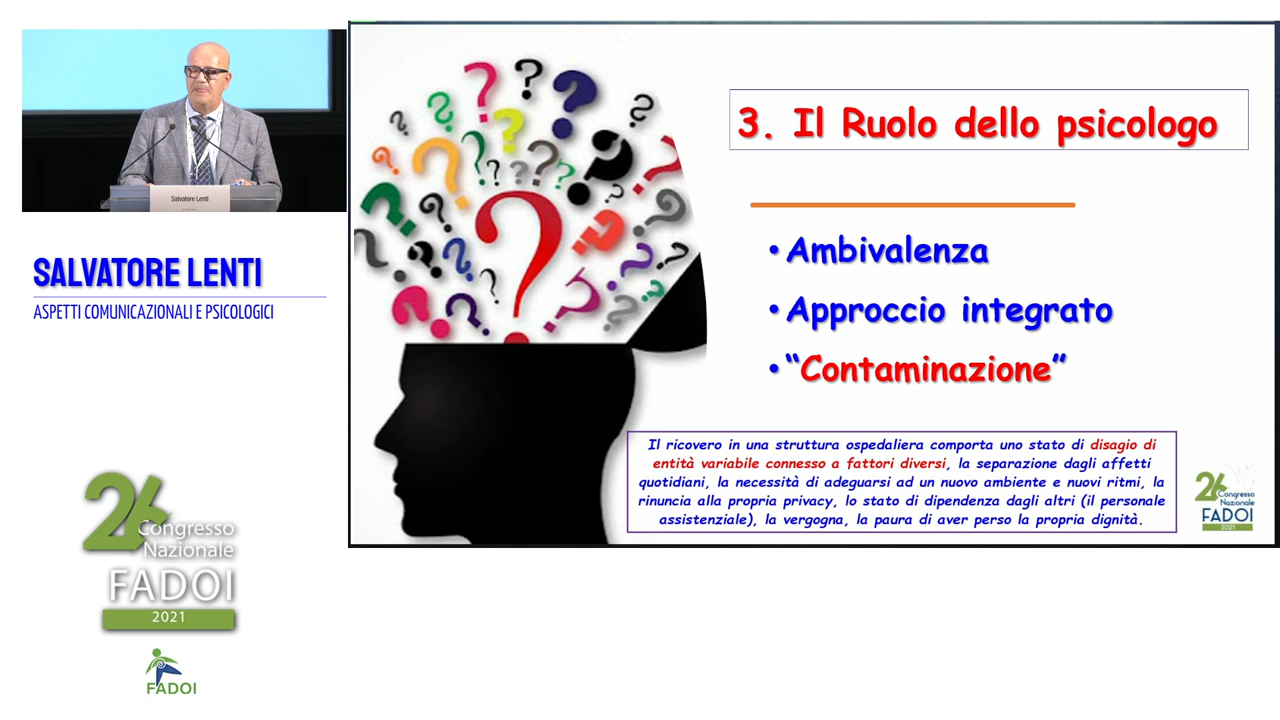 Salvatore Lenti
SALVATORE LENTI
ASPETTI COMUNICAZIONALI E PSICOLOGICI
26
Congresso
Nazionale
FADOI
2021
FADOI
3. Il Ruolo dello psicologo
• Ambivalenza
• Approccio integrato
• “Contaminazione”
Il ricovero in una struttura ospedaliera comporta uno stato di disagio di
entità variabile connesso a fattori diversi, la separazione dagli affetti
quotidiani, la necessità di adeguarsi ad un nuovo ambiente e nuovi ritmi, la
rinuncia alla propria privacy, lo stato di dipendenza dagli altri (il personale
assistenziale), la vergogna, la paura di aver perso la propria dignità.
26
Congresso
Nazionale
FADOI
2021